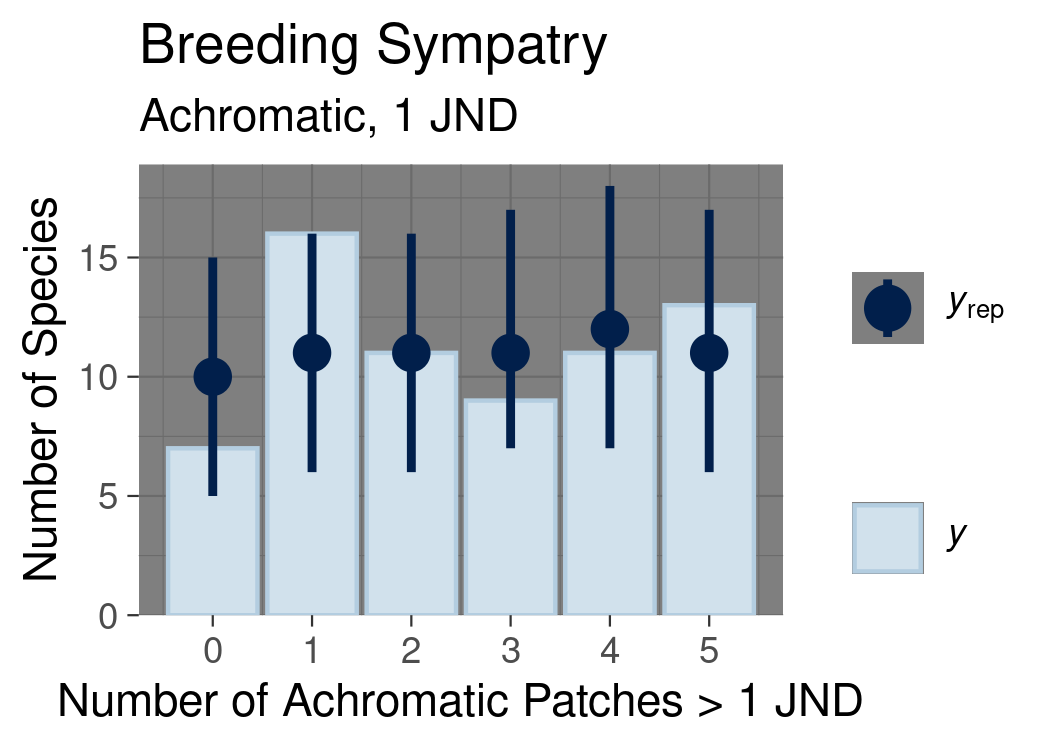 Breeding Sympatry
Achromatic, 1 JND
Number of Species
15
10
5
0
0 1 2 3 4 5
Number of Achromatic Patches > 1 JND
yrep
y